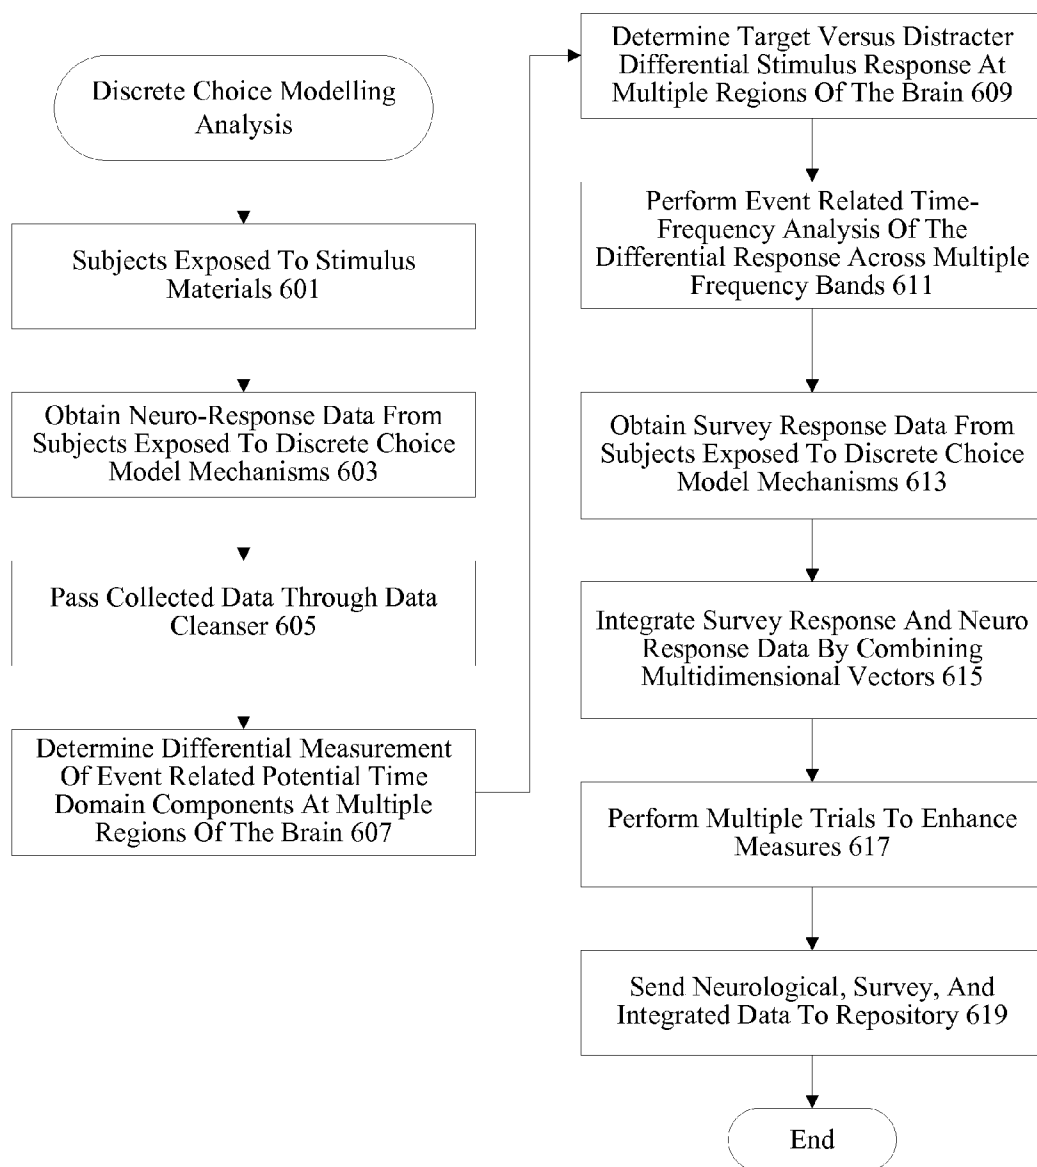 Discrete Choice Modelling
Analysis
Subjects Exposed To Stimulus
Materials 601
Obtain Neuro-Response Data From
Subjects Exposed To Discrete Choice
Model Mechanisms 603
Pass Collected Data Through Data
Cleanser 605
Determine Differential Measurement
Of Event Related Potential Time
Domain Components At Multiple
Regions Of The Brain 607
Determine Target Versus Distracter
Differential Stimulus Response At
Multiple Regions Of The Brain 609
Perform Event Related Time-
Frequency Analysis Of The
Differential Response Across Multiple
Frequency Bands 611
Obtain Survey Response Data From
Subjects Exposed To Discrete Choice
Model Mechanisms 613
Integrate Survey Response And Neuro
Response Data By Combining
Multidimensional Vectors 615
Perform Multiple Trials To Enhance
Measures 617
Send Neurological, Survey, And
Integrated Data To Repository 619
End